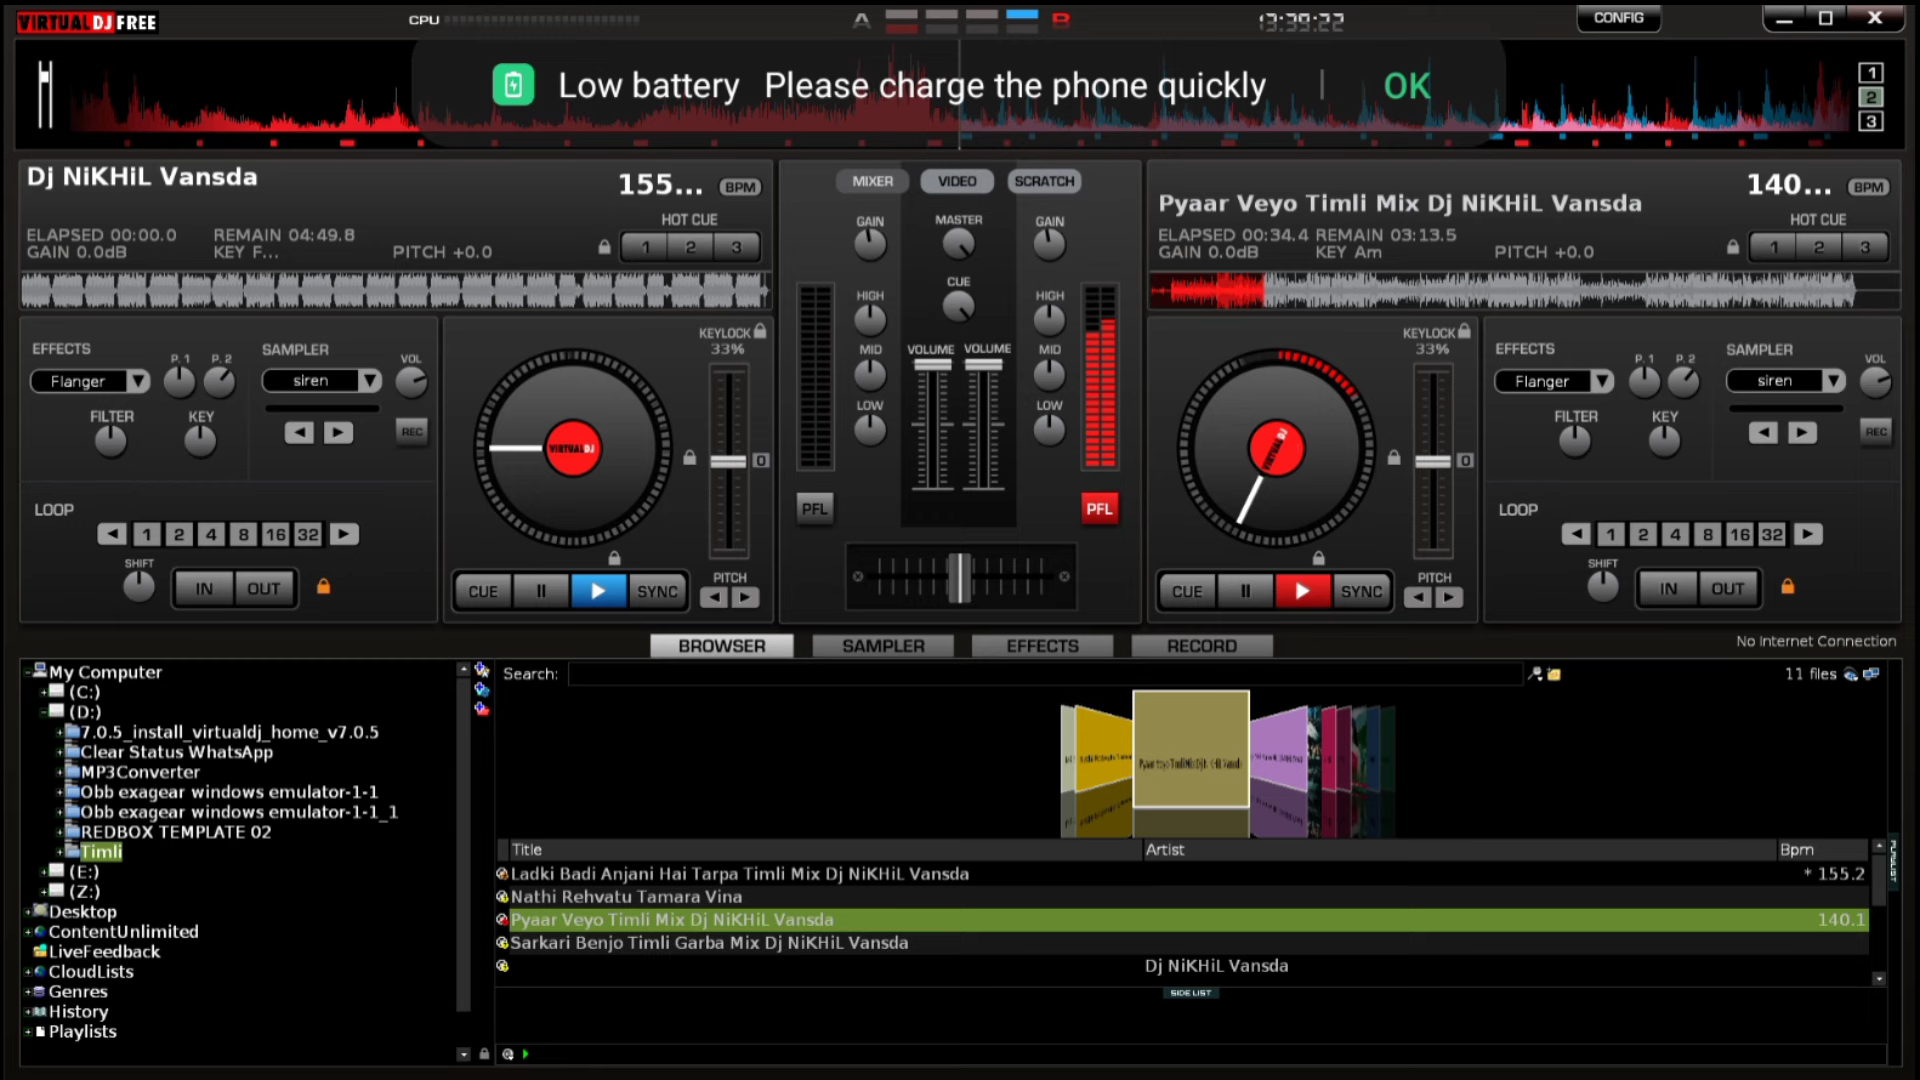 VIRTUAL DJ FREE
CPU
A
B
13:39:22
CONFIG
Low battery Please charge the phone quickly | OK
1
2
3
Dj NiKHiL Vansda
155... BPM
HOT CUE
ELAPSED 00:00.0 REMAIN 04:49.8
GAIN 0.0dB KEY F... PITCH +0.0
1 2 3
MIXER VIDEO SCRATCH
GAIN MASTER GAIN
CUE
HIGH HIGH
VOLUME VOLUME
MID MID
LOW LOW
PFL PFL
Pyaar Veyo Timli Mix Dj NiKHiL Vansda
140... BPM
HOT CUE
ELAPSED 00:34.4 REMAIN 03:13.5
GAIN 0.0dB KEY Am PITCH +0.0
1 2 3
EFFECTS P. 1 P. 2 SAMPLER VOL
Flanger siren
FILTER KEY REC
LOOP
1 2 4 8 16 32
SHIFT
IN OUT
KEYLOCK
33%
VIRTUAL DJ
0
CUE SYNC
PITCH
KEYLOCK
33%
VIRTUAL DJ
0
CUE SYNC
PITCH
EFFECTS P. 1 P. 2 SAMPLER VOL
Flanger siren
FILTER KEY REC
LOOP
1 2 4 8 16 32
SHIFT
IN OUT
BROWSER SAMPLER EFFECTS RECORD
No Internet Connection
My Computer
(C:)
(D:)
7.0.5_install_virtualdj_home_v7.0.5
Clear Status WhatsApp
MP3Converter
Obb exagear windows emulator-1-1
Obb exagear windows emulator-1-1_1
REDBOX TEMPLATE 02
Timli
(E:)
(Z:)
Desktop
ContentUnlimited
LiveFeedback
CloudLists
Genres
History
Playlists
Search:
11 files
Title Artist Bpm
Ladki Badi Anjani Hai Tarpa Timli Mix Dj NiKHiL Vansda * 155.2
Nathi Rehvatu Tamara Vina
Pyaar Veyo Timli Mix Dj NiKHiL Vansda 140.1
Sarkari Benjo Timli Garba Mix Dj NiKHiL Vansda
Dj NiKHiL Vansda
SIDE LIST
PLAYLIST